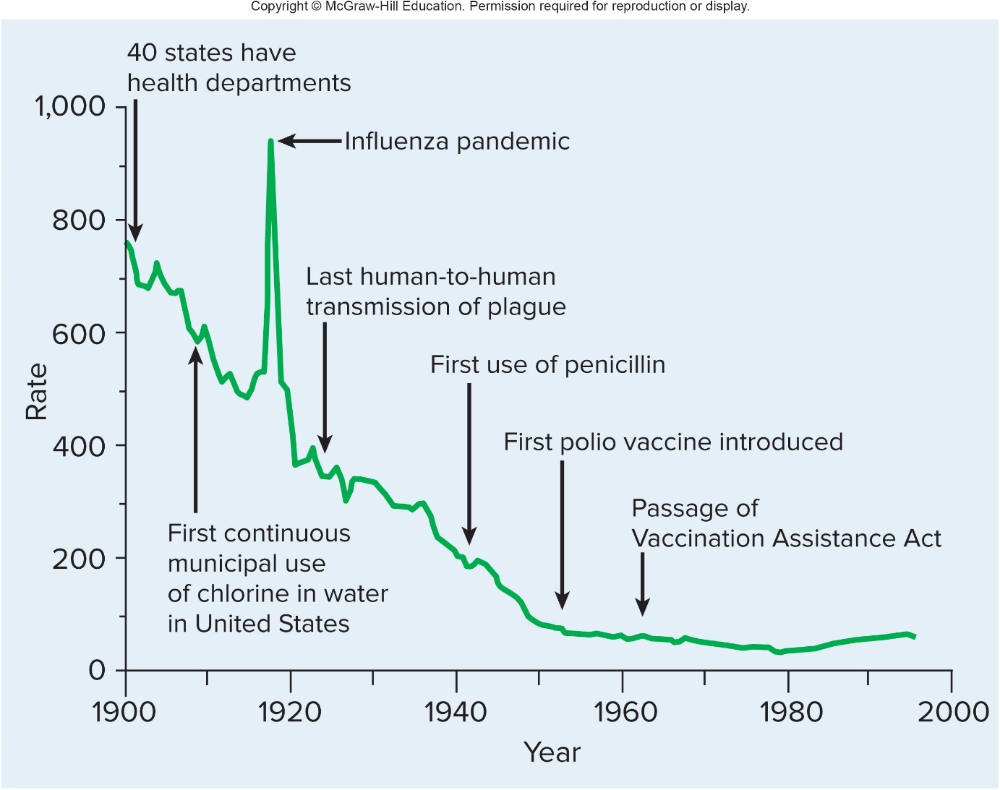 Copyright © McGraw-Hill Education. Permission required for reproduction or display.
40 states have
health departments
1,000
Influenza pandemic
800
Last human-to-human
transmission of plague
600
First use of penicillin
Rate
400
First polio vaccine introduced
Passage of
Vaccination Assistance Act
First continuous
municipal use
of chlorine in water
in United States
200
0
1900 1920 1940 1960 1980 2000
Year